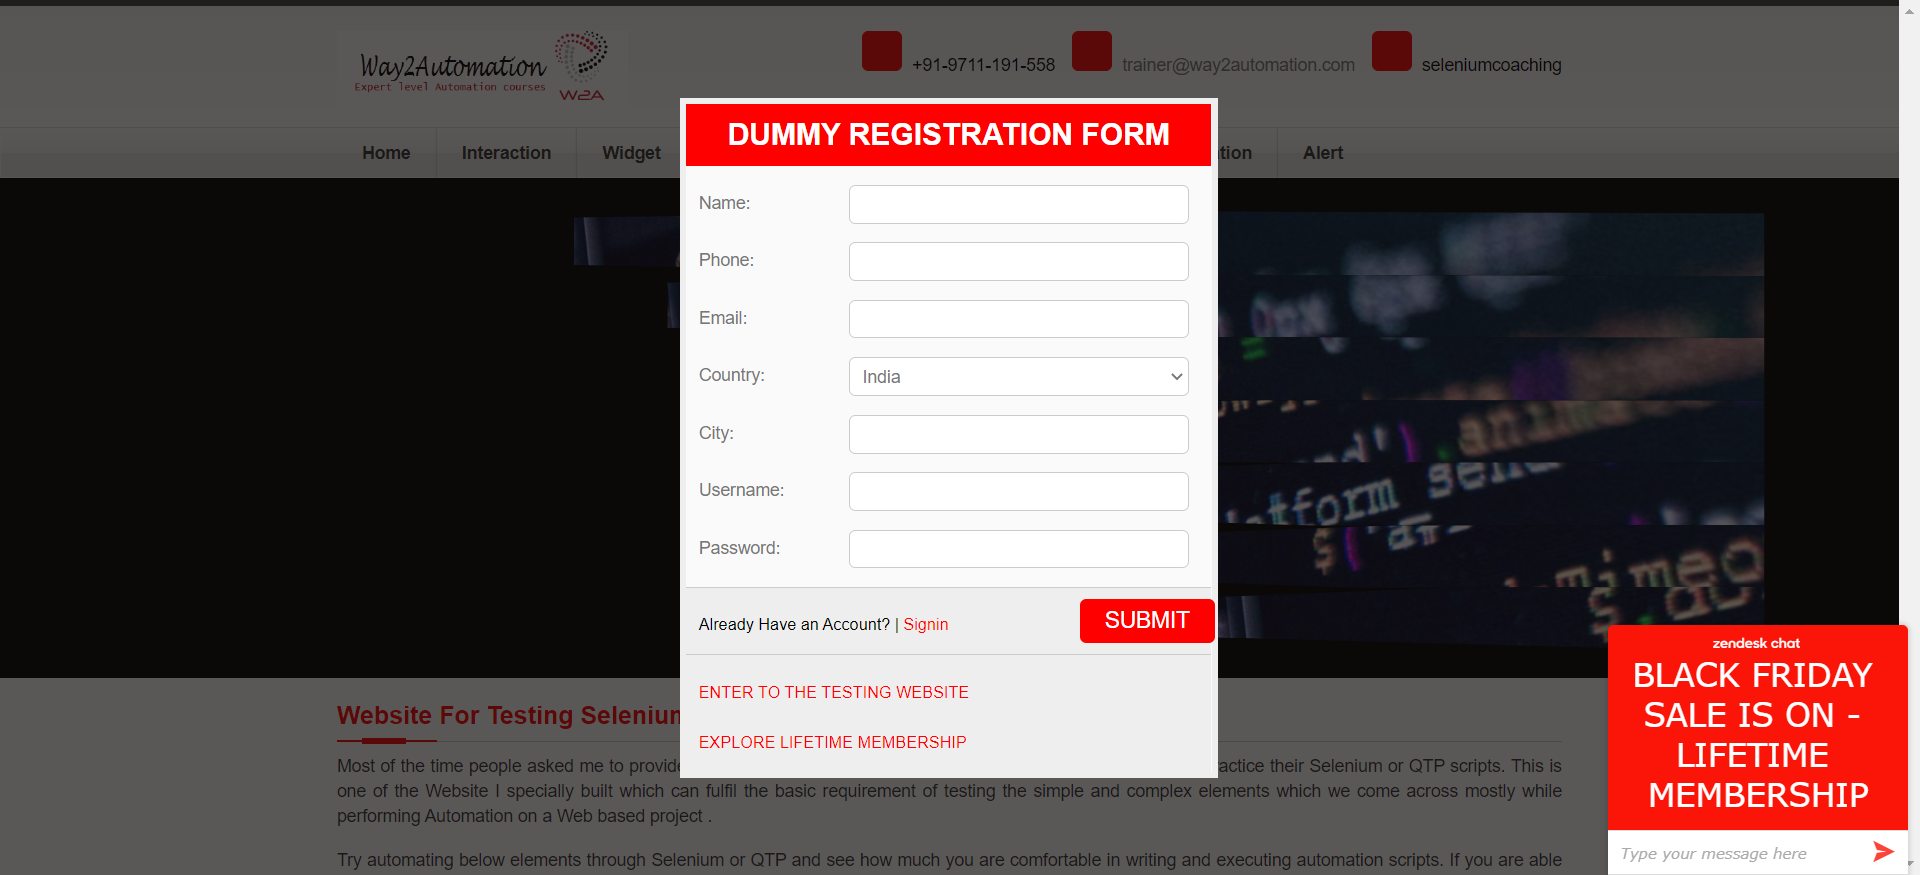 Way2Automation
Expert level Automation courses
W2A
+91-9711-191-558
trainer@way2automation.com
seleniumcoaching
Home
Interaction
Widget
tion
Alert
DUMMY REGISTRATION FORM
Name:
Phone:
Email:
Country:
India
City:
Username:
Password:
Already Have an Account? | Signin
SUBMIT
ENTER TO THE TESTING WEBSITE
EXPLORE LIFETIME MEMBERSHIP
Website For Testing Selenium
Most of the time people asked me to provide
actice their Selenium or QTP scripts. This is
one of the Website I specially built which can fulfil the basic requirement of testing the simple and complex elements which we come across mostly while
performing Automation on a Web based project .
Try automating below elements through Selenium or QTP and see how much you are comfortable in writing and executing automation scripts. If you are able
zendesk chat
BLACK FRIDAY
SALE IS ON -
LIFETIME
MEMBERSHIP
Type your message here